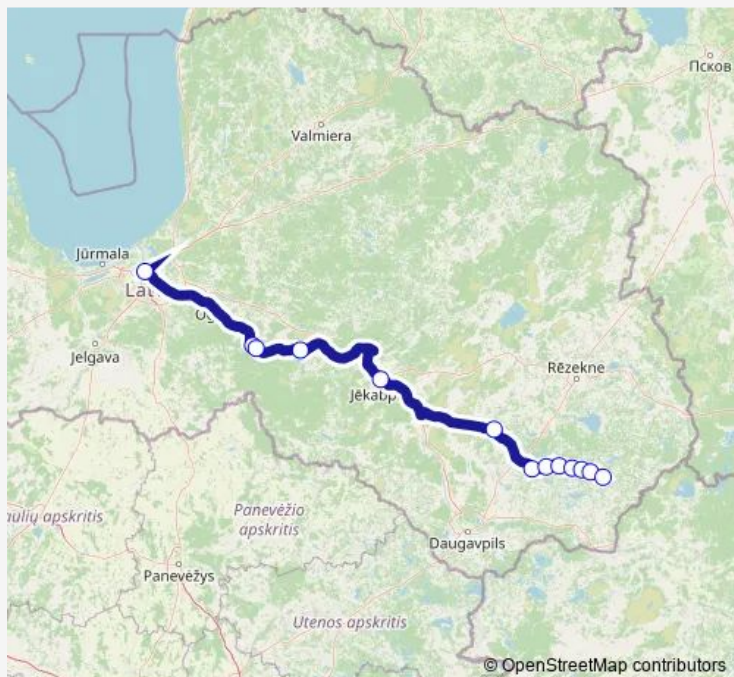 Псков
Valmiera
Jūrmala
Lat
Og
Jelgava
Rēzekne
Jēkabp
aulių apskritis
Panevėžio
apskritis
Daugavpils
Panevėžys
Utenos apskritis
© OpenStreetMap contributors